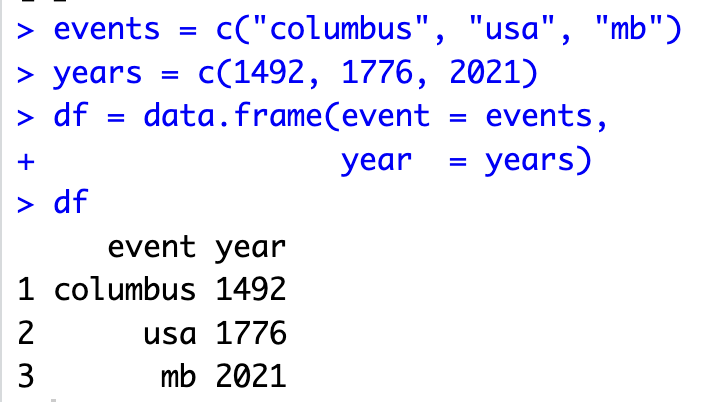 > events = c("columbus", "usa", "mb")
> years = c(1492, 1776, 2021)
> df = data.frame(event = events,
+                 year  = years)
> df
     event year
1 columbus 1492
2      usa 1776
3       mb 2021